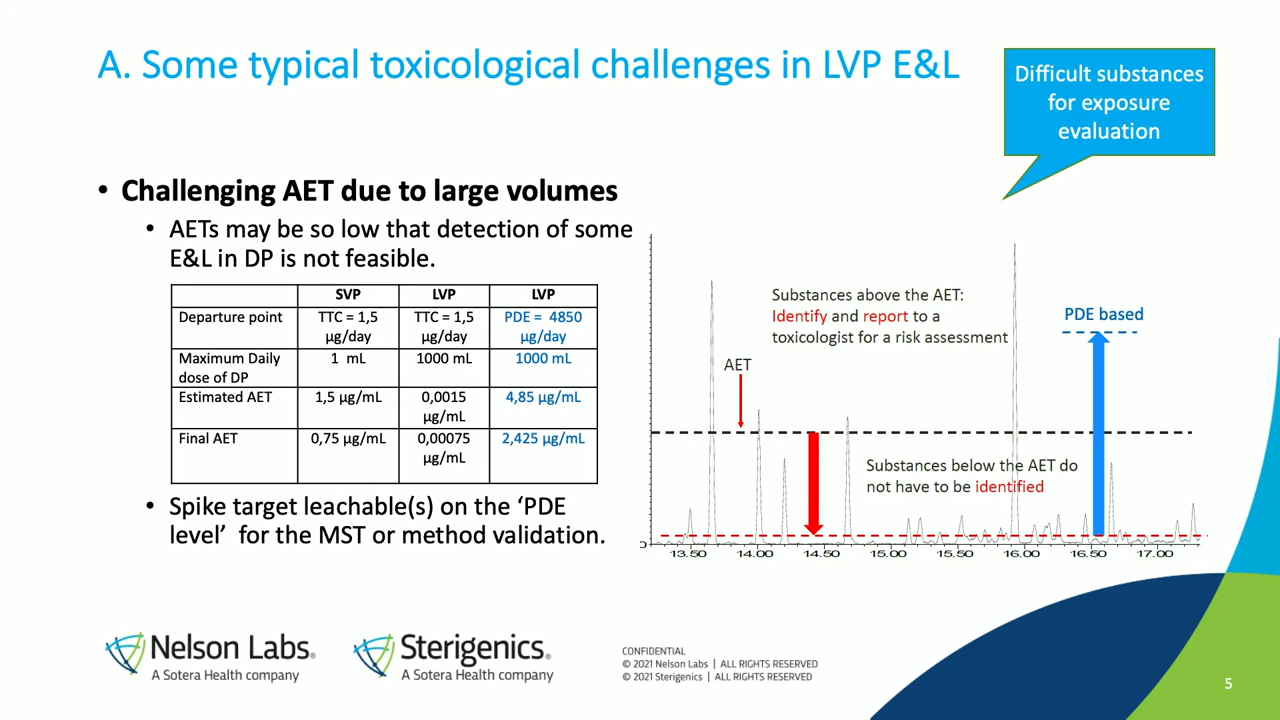 A. Some typical toxicological challenges in LVP E&L
Difficult substances
for exposure
evaluation
• Challenging AET due to large volumes
• AETs may be so low that detection of some
E&L in DP is not feasible.
SVP LVP LVP
Departure point TTC = 1,5 µg/day TTC = 1,5 µg/day PDE = 4850 µg/day
Maximum Daily dose of DP 1 mL 1000 mL 1000 mL
Estimated AET 1,5 µg/mL 0,0015 µg/mL 4,85 µg/mL
Final AET 0,75 µg/mL 0,00075 µg/mL 2,425 µg/mL
• Spike target leachable(s) on the ‘PDE
level’ for the MST or method validation.
Substances above the AET:
Identify and report to a
toxicologist for a risk assessment
PDE based
AET
Substances below the AET do
not have to be identified
13.50 14.00 14.50 15.00 15.50 16.00 16.50 17.00
Nelson Labs®
A Sotera Health company
Sterigenics®
A Sotera Health company
CONFIDENTIAL
© 2021 Nelson Labs | ALL RIGHTS RESERVED
© 2021 Sterigenics | ALL RIGHTS RESERVED
5